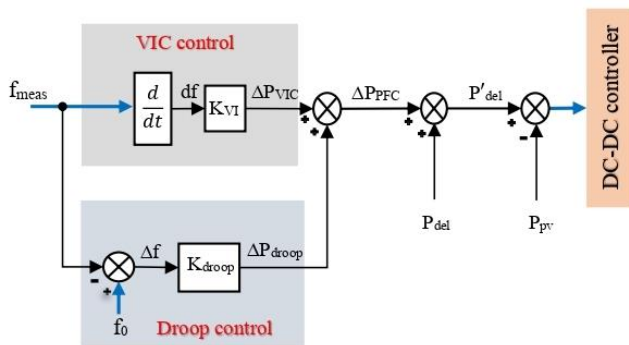 VIC control
f_meas
d
dt
df
K_VI
ΔP_VIC
+
+
ΔP_PFC
+
+
P'_del
+
-
DC-DC controller
P_del
P_pv
Δf
K_droop
ΔP_droop
-
+
f_0
Droop control